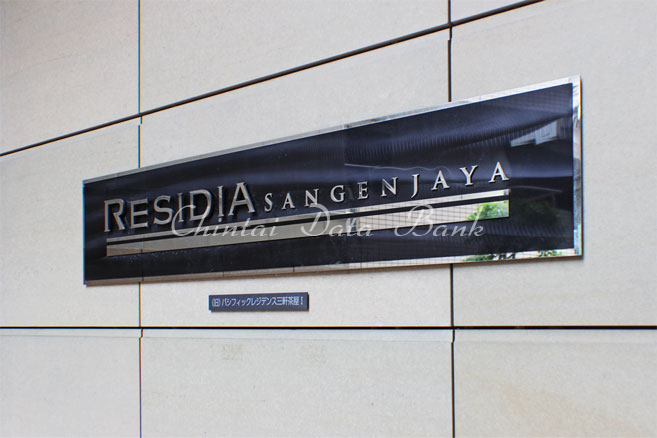 RESIDIA SANGENJAYA
Chintai Data Bank
(旧)パシフィックレジデンス三軒茶屋Ⅰ